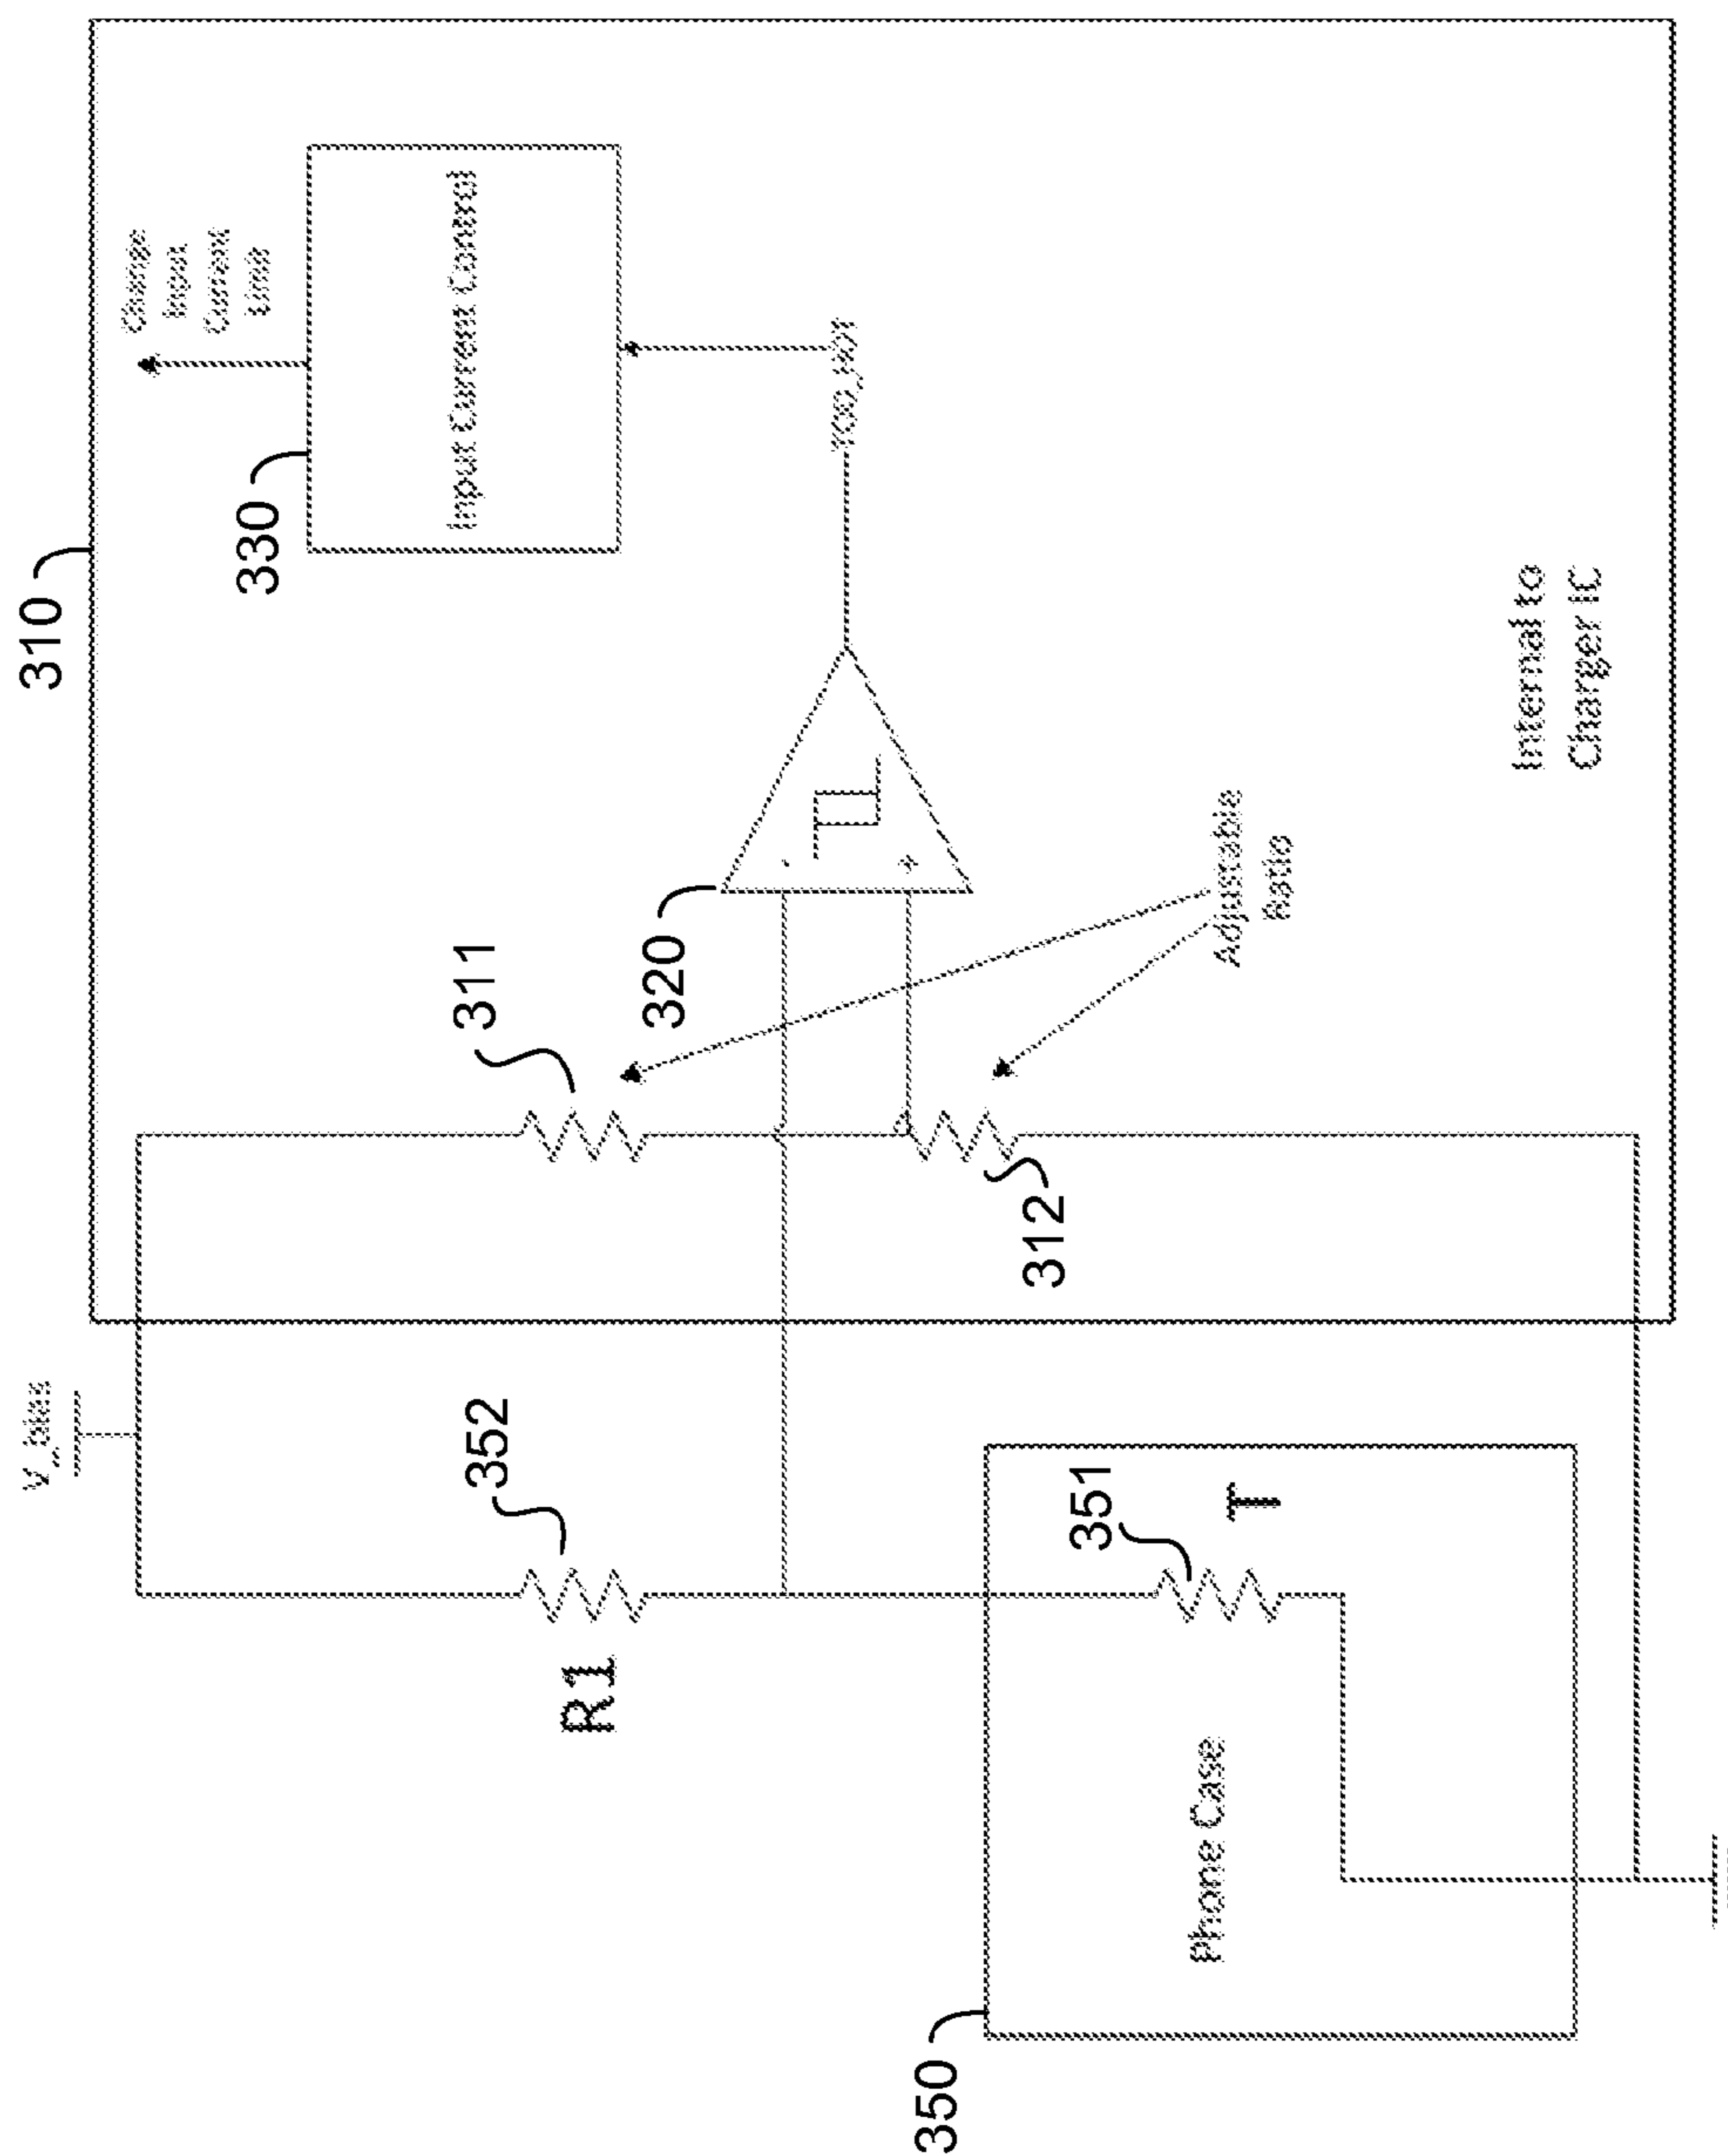 310
Change
Input
Current
Limit
330
Input Current Control
TOO_HOT
320
311
312
Adjustable
Ratio
Internal to
Charger IC
V_bias
352
R1
351
T
Phone Case
350